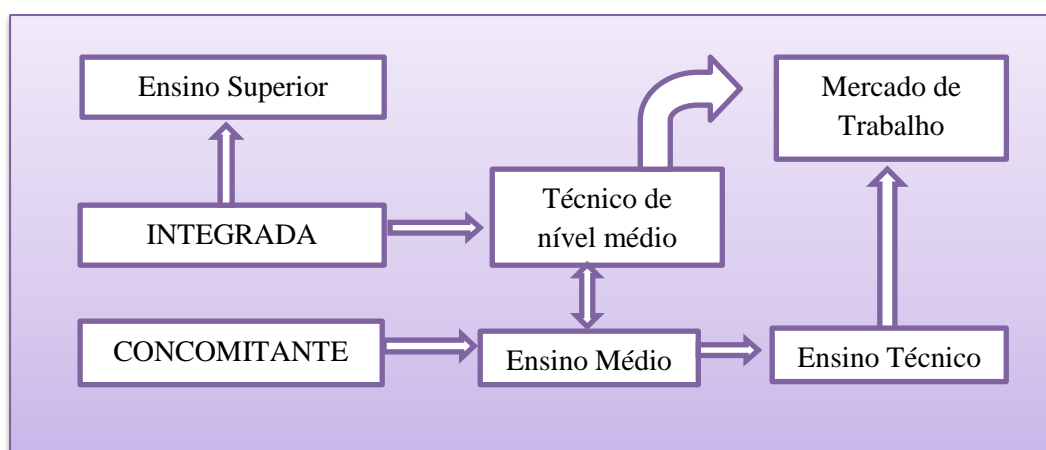 Ensino Superior
Mercado de
Trabalho
Técnico de
nível médio
INTEGRADA
CONCOMITANTE
Ensino Médio
Ensino Técnico